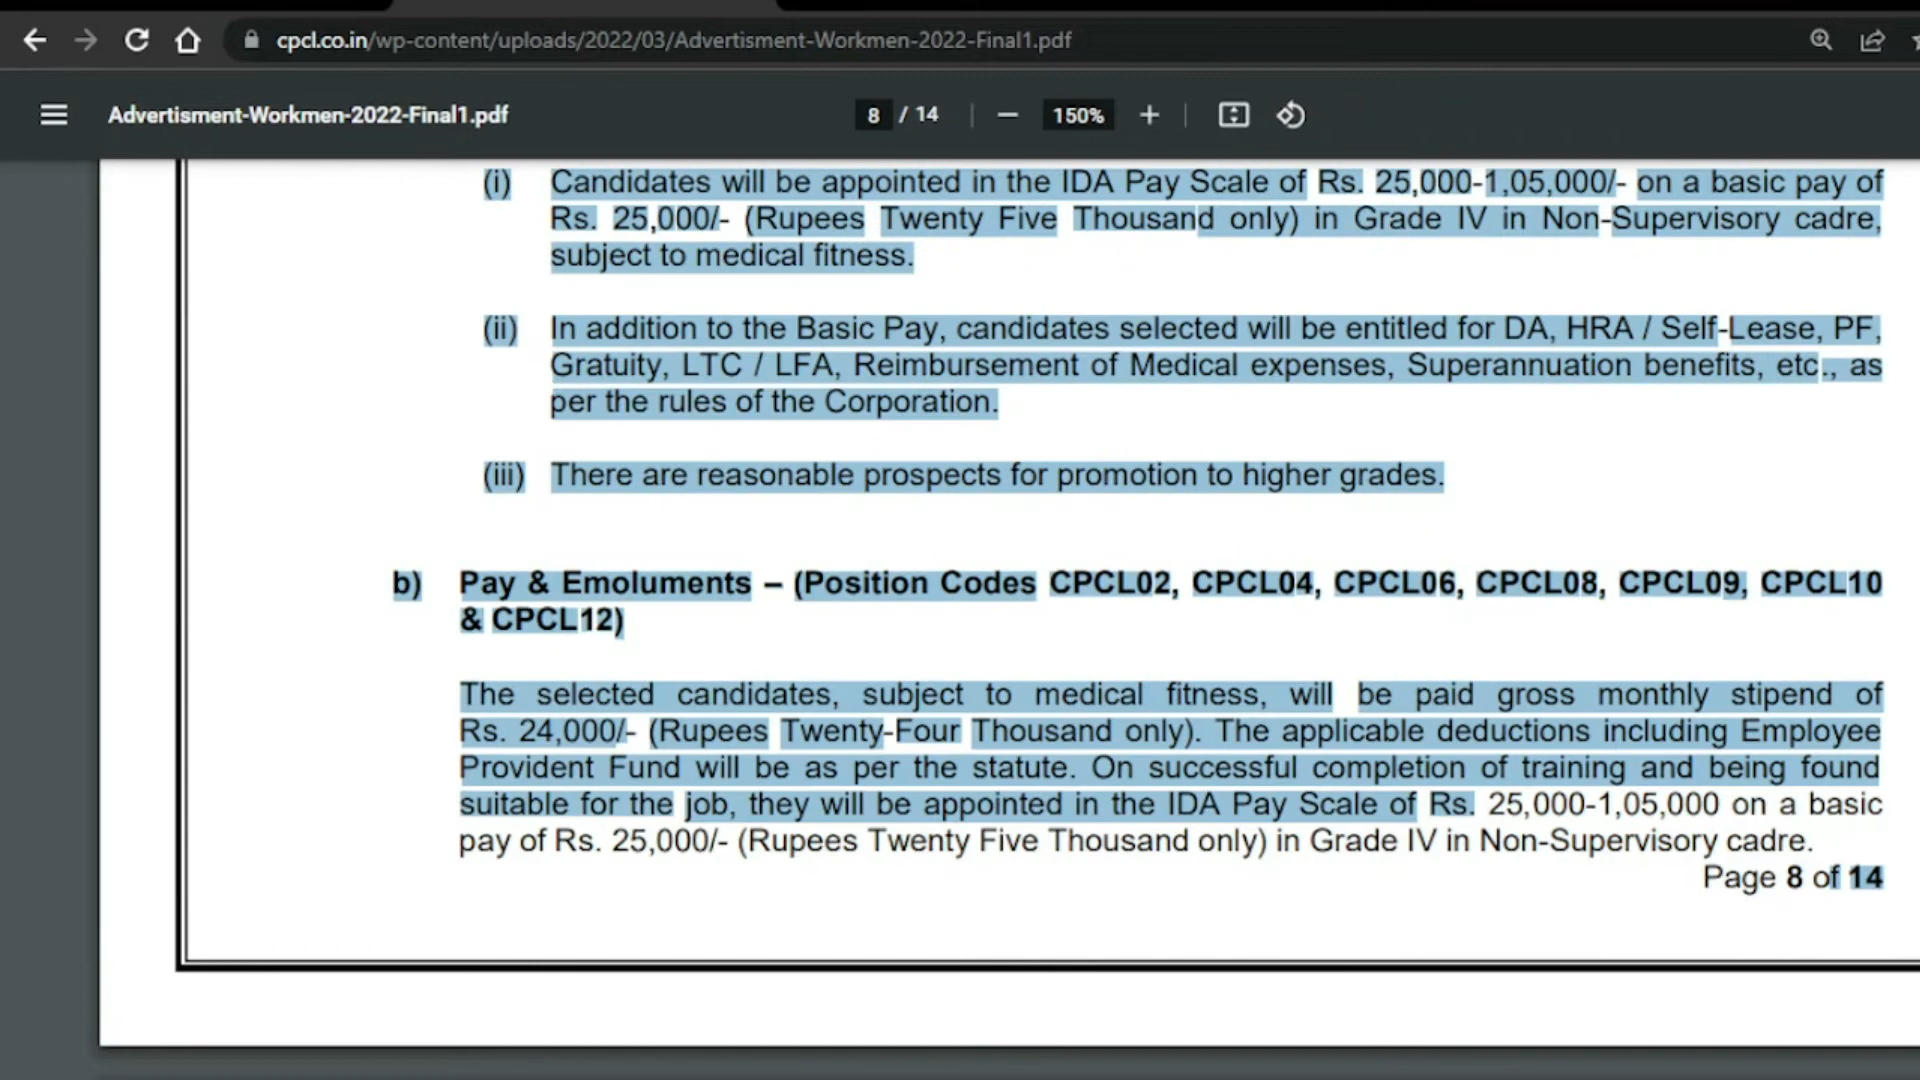 cpcl.co.in/wp-content/uploads/2022/03/Advertisment-Workmen-2022-Final1.pdf
Advertisment-Workmen-2022-Final1.pdf 8 / 14 150%
(i) Candidates will be appointed in the IDA Pay Scale of Rs. 25,000-1,05,000/- on a basic pay of
Rs. 25,000/- (Rupees Twenty Five Thousand only) in Grade IV in Non-Supervisory cadre,
subject to medical fitness.
(ii) In addition to the Basic Pay, candidates selected will be entitled for DA, HRA / Self-Lease, PF,
Gratuity, LTC / LFA, Reimbursement of Medical expenses, Superannuation benefits, etc., as
per the rules of the Corporation.
(iii) There are reasonable prospects for promotion to higher grades.
b) Pay & Emoluments – (Position Codes CPCL02, CPCL04, CPCL06, CPCL08, CPCL09, CPCL10
& CPCL12)
The selected candidates, subject to medical fitness, will be paid gross monthly stipend of
Rs. 24,000/- (Rupees Twenty-Four Thousand only). The applicable deductions including Employee
Provident Fund will be as per the statute. On successful completion of training and being found
suitable for the job, they will be appointed in the IDA Pay Scale of Rs. 25,000-1,05,000 on a basic
pay of Rs. 25,000/- (Rupees Twenty Five Thousand only) in Grade IV in Non-Supervisory cadre.
Page 8 of 14